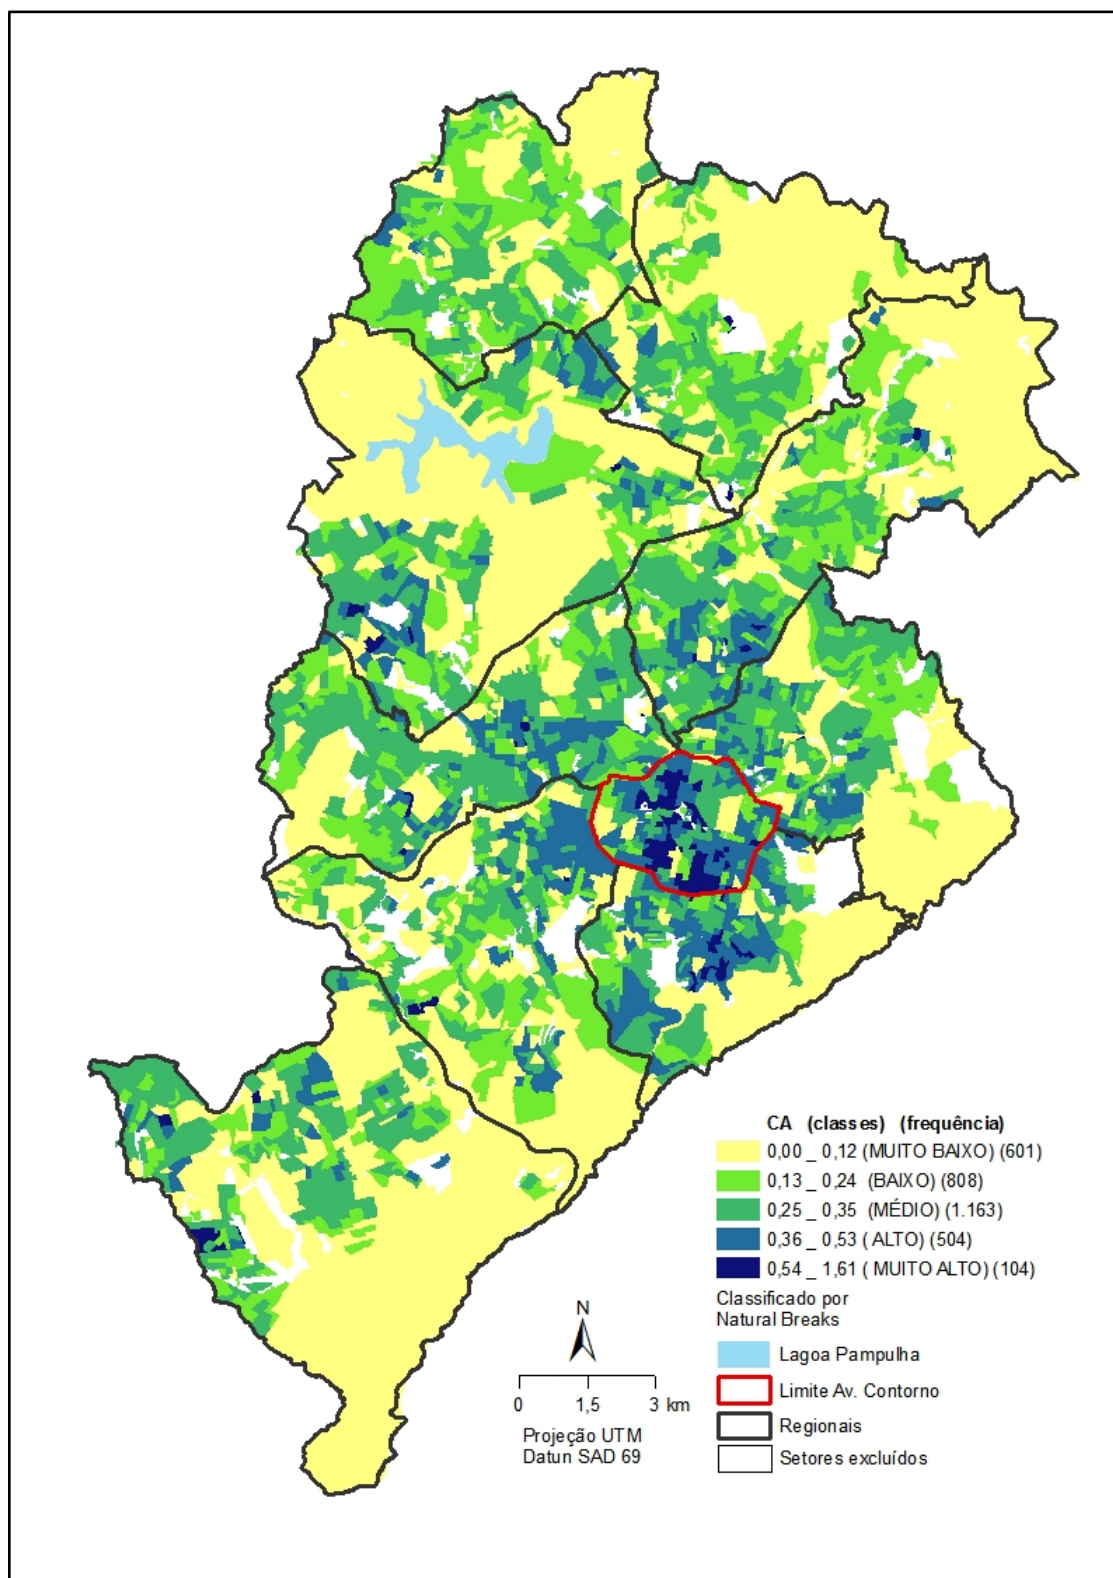 CA (classes) (frequência)
0,00 _ 0,12 (MUITO BAIXO) (601)
0,13 _ 0,24 (BAIXO) (808)
0,25 _ 0,35 (MÉDIO) (1.163)
0,36 _ 0,53 ( ALTO) (504)
0,54 _ 1,61 ( MUITO ALTO) (104)
Classificado por
Natural Breaks
Lagoa Pampulha
Limite Av. Contorno
Regionais
Setores excluídos
N
0 1,5 3 km
Projeção UTM
Datun SAD 69